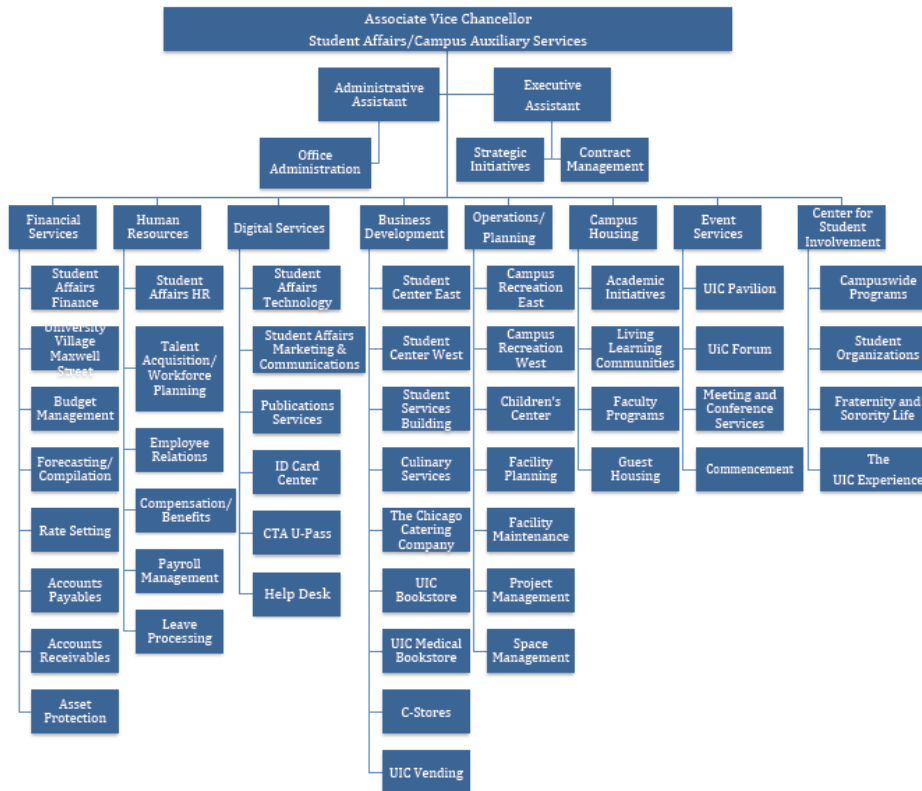 Associate Vice Chancellor
Student Affairs/Campus Auxiliary Services
Administrative
Assistant
Executive
Assistant
Office
Administration
Strategic
Initiatives
Contract
Management
Financial
Services
Student
Affairs
Finance
University
Village
Maxwell
Street
Budget
Management
Forecasting/
Compilation
Rate Setting
Accounts
Payables
Accounts
Receivables
Asset
Protection
Human
Resources
Student
Affairs HR
Talent
Acquisition/
Workforce
Planning
Employee
Relations
Compensation/
Benefits
Payroll
Management
Leave
Processing
Digital Services
Student
Affairs
Technology
Student Affairs
Marketing &
Communications
Publications
Services
ID Card
Center
CTA U-Pass
Help Desk
Business
Development
Student
Center East
Student
Center West
Student
Services
Building
Culinary
Services
The Chicago
Catering
Company
UIC
Bookstore
UIC Medical
Bookstore
C-Stores
UIC Vending
Operations/
Planning
Campus
Recreation
East
Campus
Recreation
West
Children's
Center
Facility
Planning
Facility
Maintenance
Project
Management
Space
Management
Campus
Housing
Academic
Initiatives
Living
Learning
Communities
Faculty
Programs
Guest
Housing
Event
Services
UIC Pavilion
UiC Forum
Meeting and
Conference
Services
Commencement
Center for
Student
Involvement
Campuswide
Programs
Student
Organizations
Fraternity and
Sorority Life
The
UIC Experience